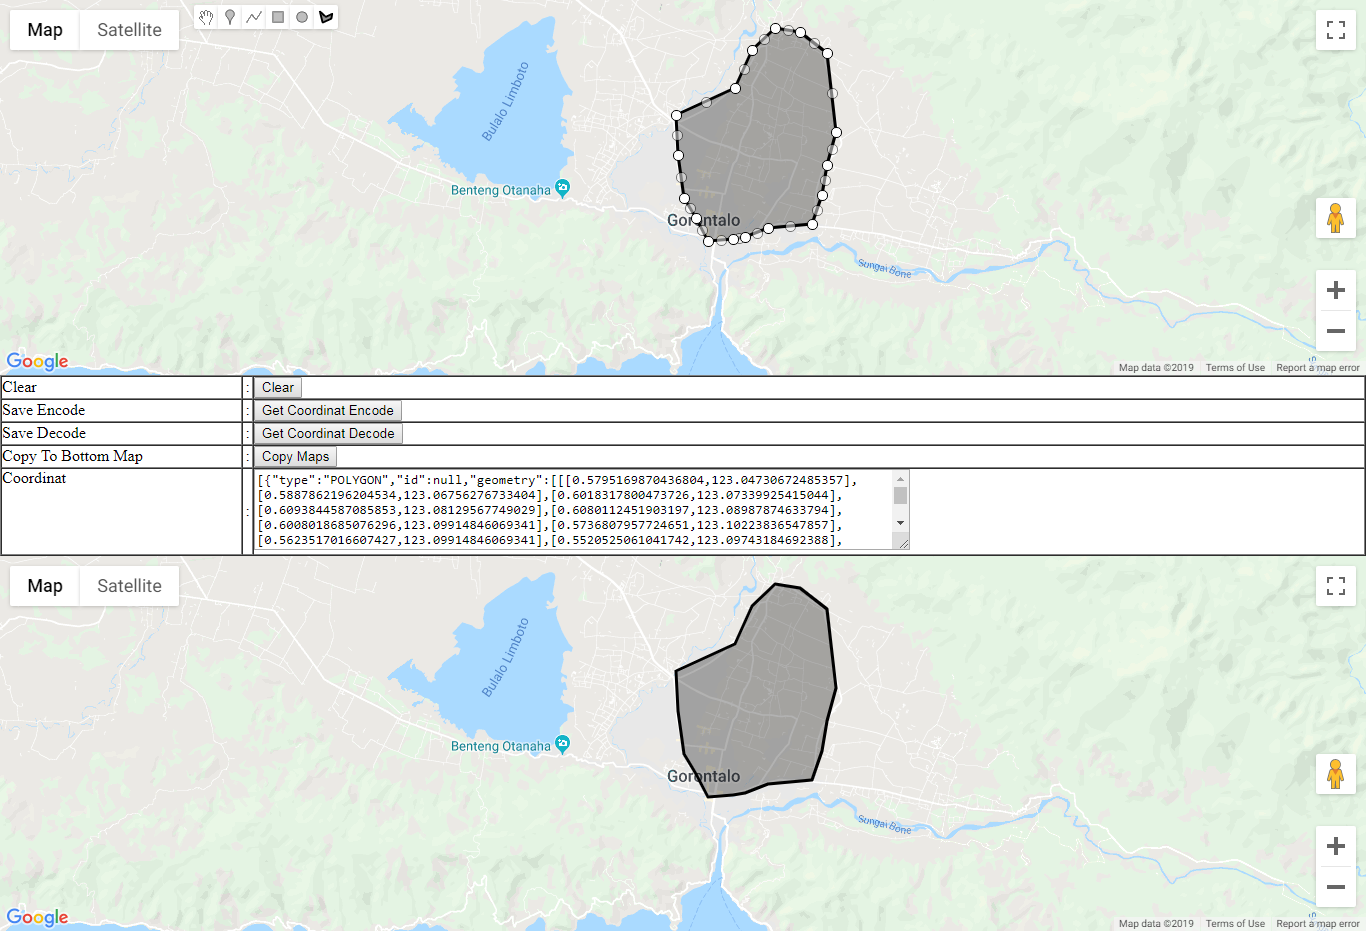 Map Satellite
Bulalo Limboto
Benteng Otanaha
Gorontalo
Sungai Bone
Google
Map data ©2019 Terms of Use Report a map error
Clear : Clear
Save Encode : Get Coordinat Encode
Save Decode : Get Coordinat Decode
Copy To Bottom Map : Copy Maps
Coordinat :
[{"type":"POLYGON","id":null,"geometry":[[[0.5795169870436804,123.04730672485357],
[0.5887862196204534,123.06756276733404],[0.6018317800473726,123.07339925415044],
[0.6093844587085853,123.08129567749029],[0.6080112451903197,123.08987874633794],
[0.6008018685076296,123.09914846069341],[0.5736807957724651,123.10223836547857],
[0.5623517016607427,123.09914846069341],[0.5520525061041742,123.09743184692388],
Map Satellite
Bulalo Limboto
Benteng Otanaha
Gorontalo
Sungai Bone
Google
Map data ©2019 Terms of Use Report a map error